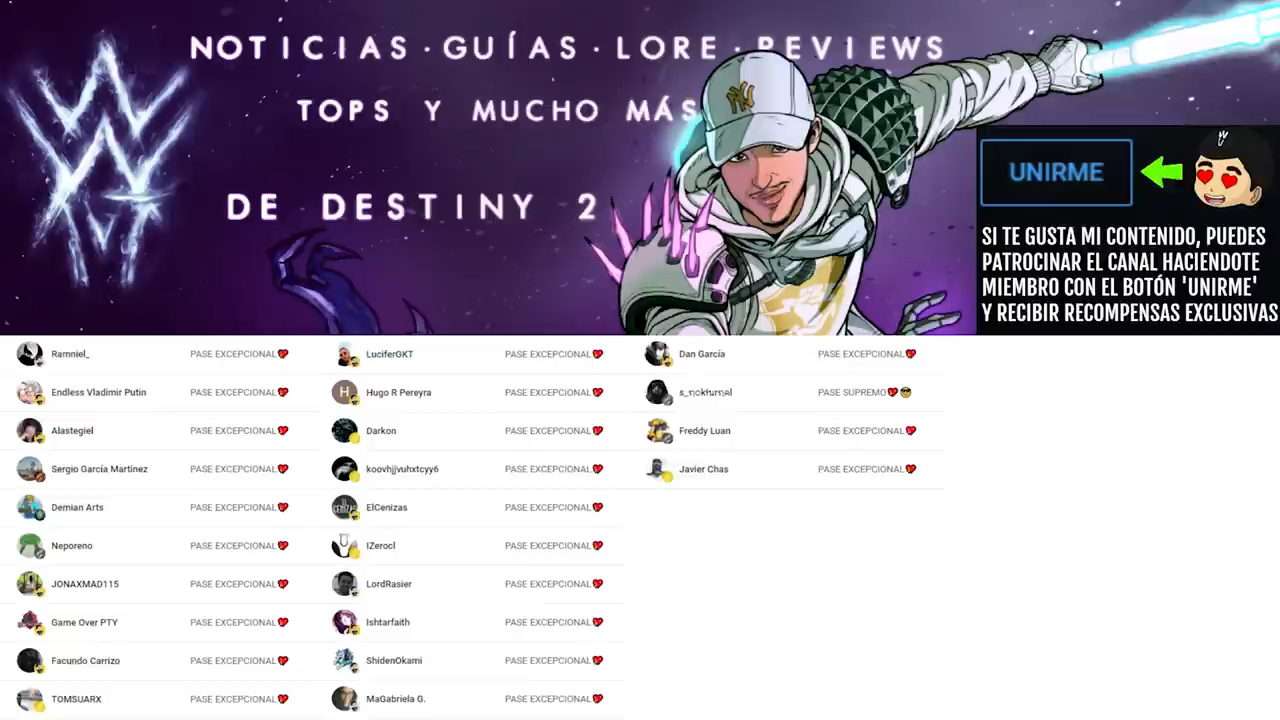 NOTICIAS · GUÍAS · LORE · REVIEWS
TOPS Y MUCHO MÁS
DE DESTINY 2
UNIRME
SI TE GUSTA MI CONTENIDO, PUEDES
PATROCINAR EL CANAL HACIENDOTE
MIEMBRO CON EL BOTÓN 'UNIRME'
Y RECIBIR RECOMPENSAS EXCLUSIVAS
Ramniel_ PASE EXCEPCIONAL
Endless Vladimir Putin PASE EXCEPCIONAL
Alastegiel PASE EXCEPCIONAL
Sergio García Martínez PASE EXCEPCIONAL
Demian Arts PASE EXCEPCIONAL
Neporeno PASE EXCEPCIONAL
JONAXMAD115 PASE EXCEPCIONAL
Game Over PTY PASE EXCEPCIONAL
Facundo Carrizo PASE EXCEPCIONAL
TOMSUARX PASE EXCEPCIONAL
LuciferGKT PASE EXCEPCIONAL
H Hugo R Pereyra PASE EXCEPCIONAL
Darkon PASE EXCEPCIONAL
koovhjjvuhxtcyy6 PASE EXCEPCIONAL
ElCenizas PASE EXCEPCIONAL
IZerocl PASE EXCEPCIONAL
LordRasier PASE EXCEPCIONAL
Ishtarfaith PASE EXCEPCIONAL
ShidenOkami PASE EXCEPCIONAL
MaGabriela G. PASE EXCEPCIONAL
Dan García PASE EXCEPCIONAL
PASE SUPREMO
Freddy Luan PASE EXCEPCIONAL
Javier Chas PASE EXCEPCIONAL